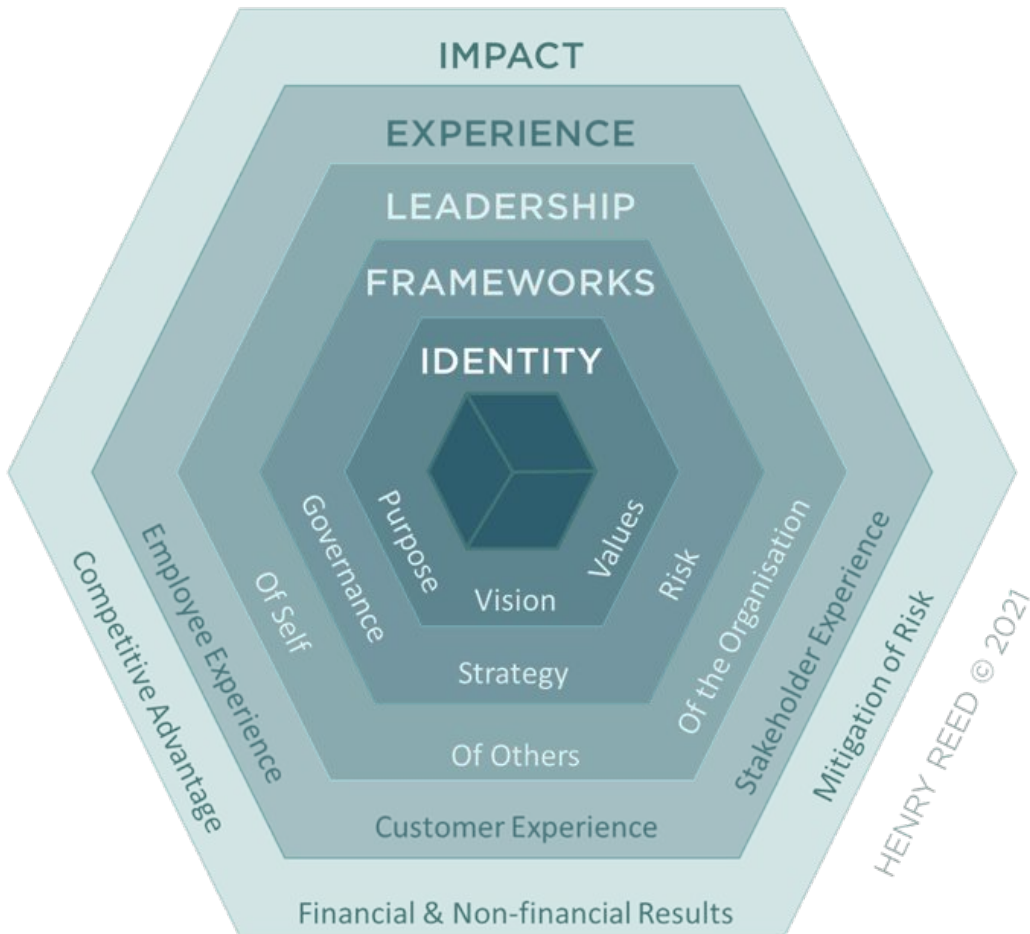 IMPACT
EXPERIENCE
LEADERSHIP
FRAMEWORKS
IDENTITY
Purpose
Vision
Values
Governance
Strategy
Risk
Of Self
Of Others
Of the Organisation
Employee Experience
Customer Experience
Stakeholder Experience
Competitive Advantage
Financial & Non-financial Results
Mitigation of Risk
HENRY REED © 2021